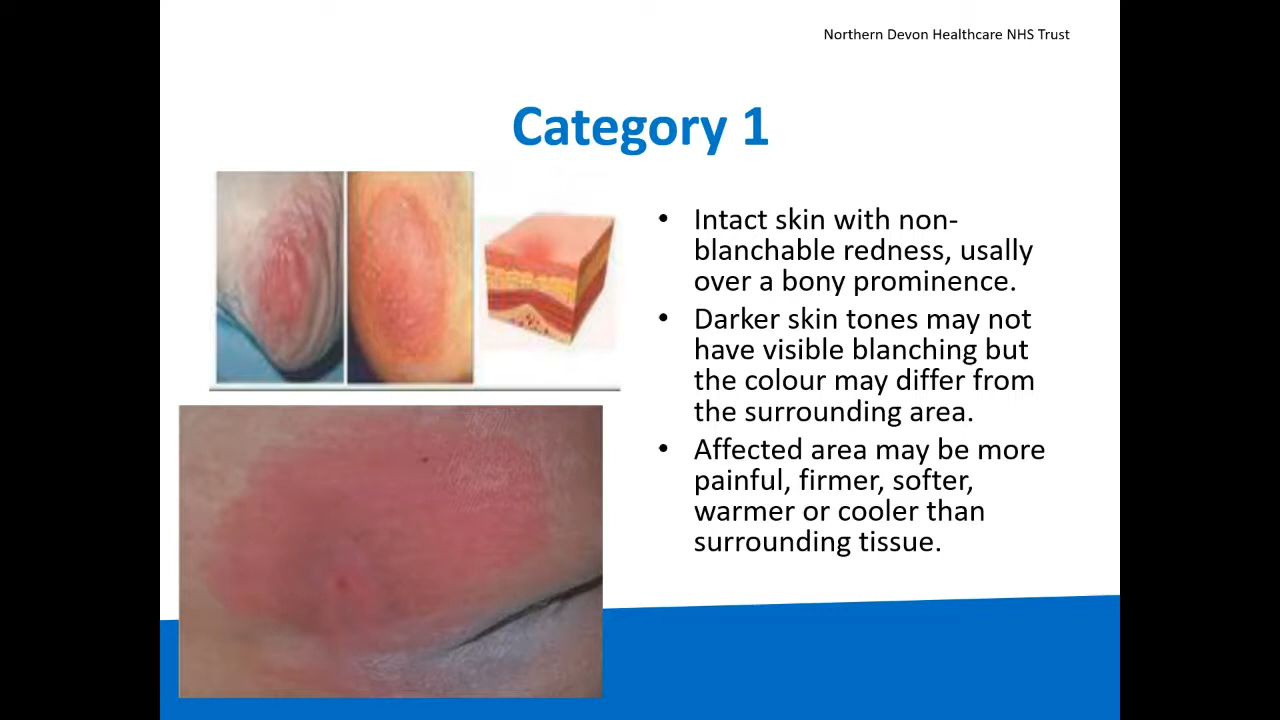 Northern Devon Healthcare NHS Trust
Category 1
• Intact skin with non-
blanchable redness, usally
over a bony prominence.
• Darker skin tones may not
have visible blanching but
the colour may differ from
the surrounding area.
• Affected area may be more
painful, firmer, softer,
warmer or cooler than
surrounding tissue.